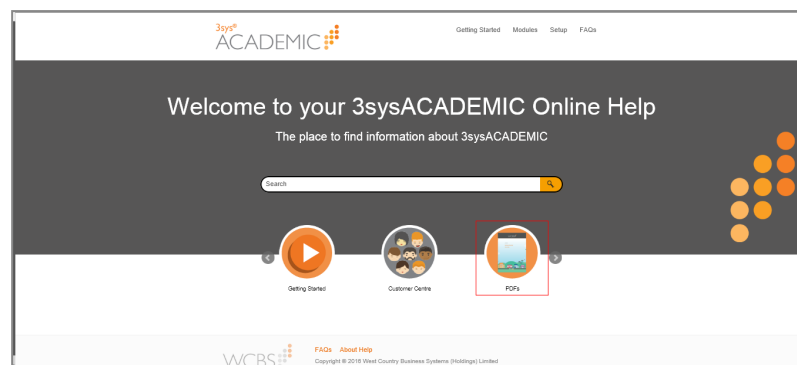 3sys®
ACADEMIC
Getting Started Modules Setup FAQs
Welcome to your 3sysACADEMIC Online Help
The place to find information about 3sysACADEMIC
Search
Getting Started Customer Centre PDFs
FAQs About Help
WCBS
Copyright © 2016 West Country Business Systems (Holdings) Limited